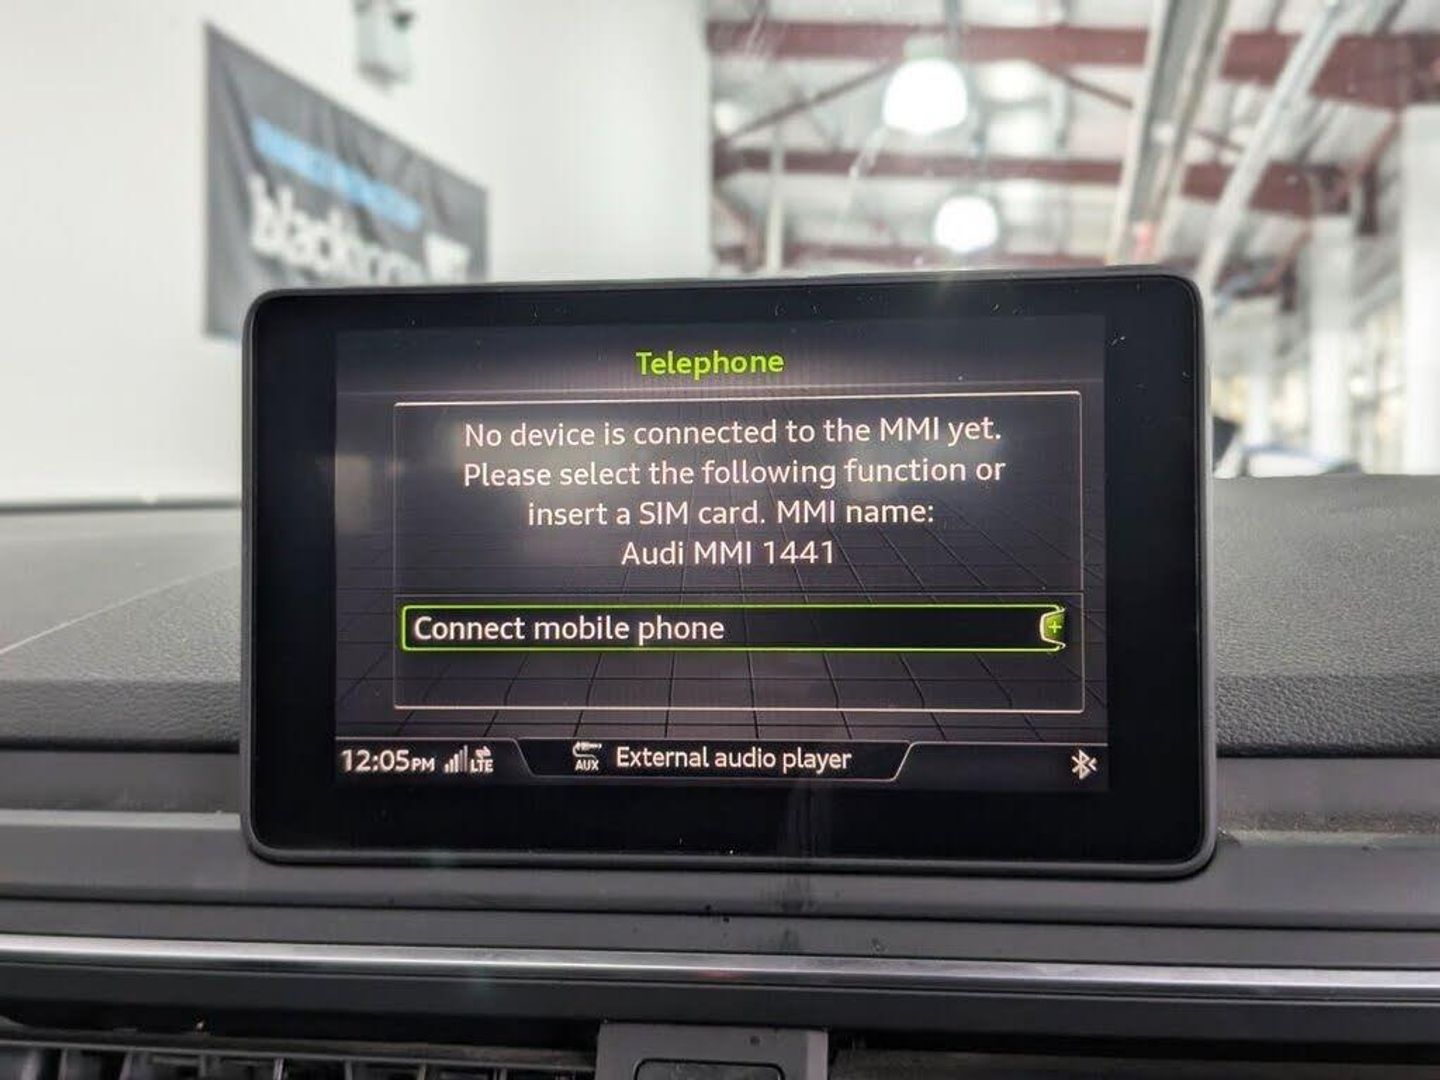 Telephone
No device is connected to the MMI yet.
Please select the following function or
insert a SIM card. MMI name:
Audi MMI 1441
Connect mobile phone
12:05PM LTE
AUX External audio player